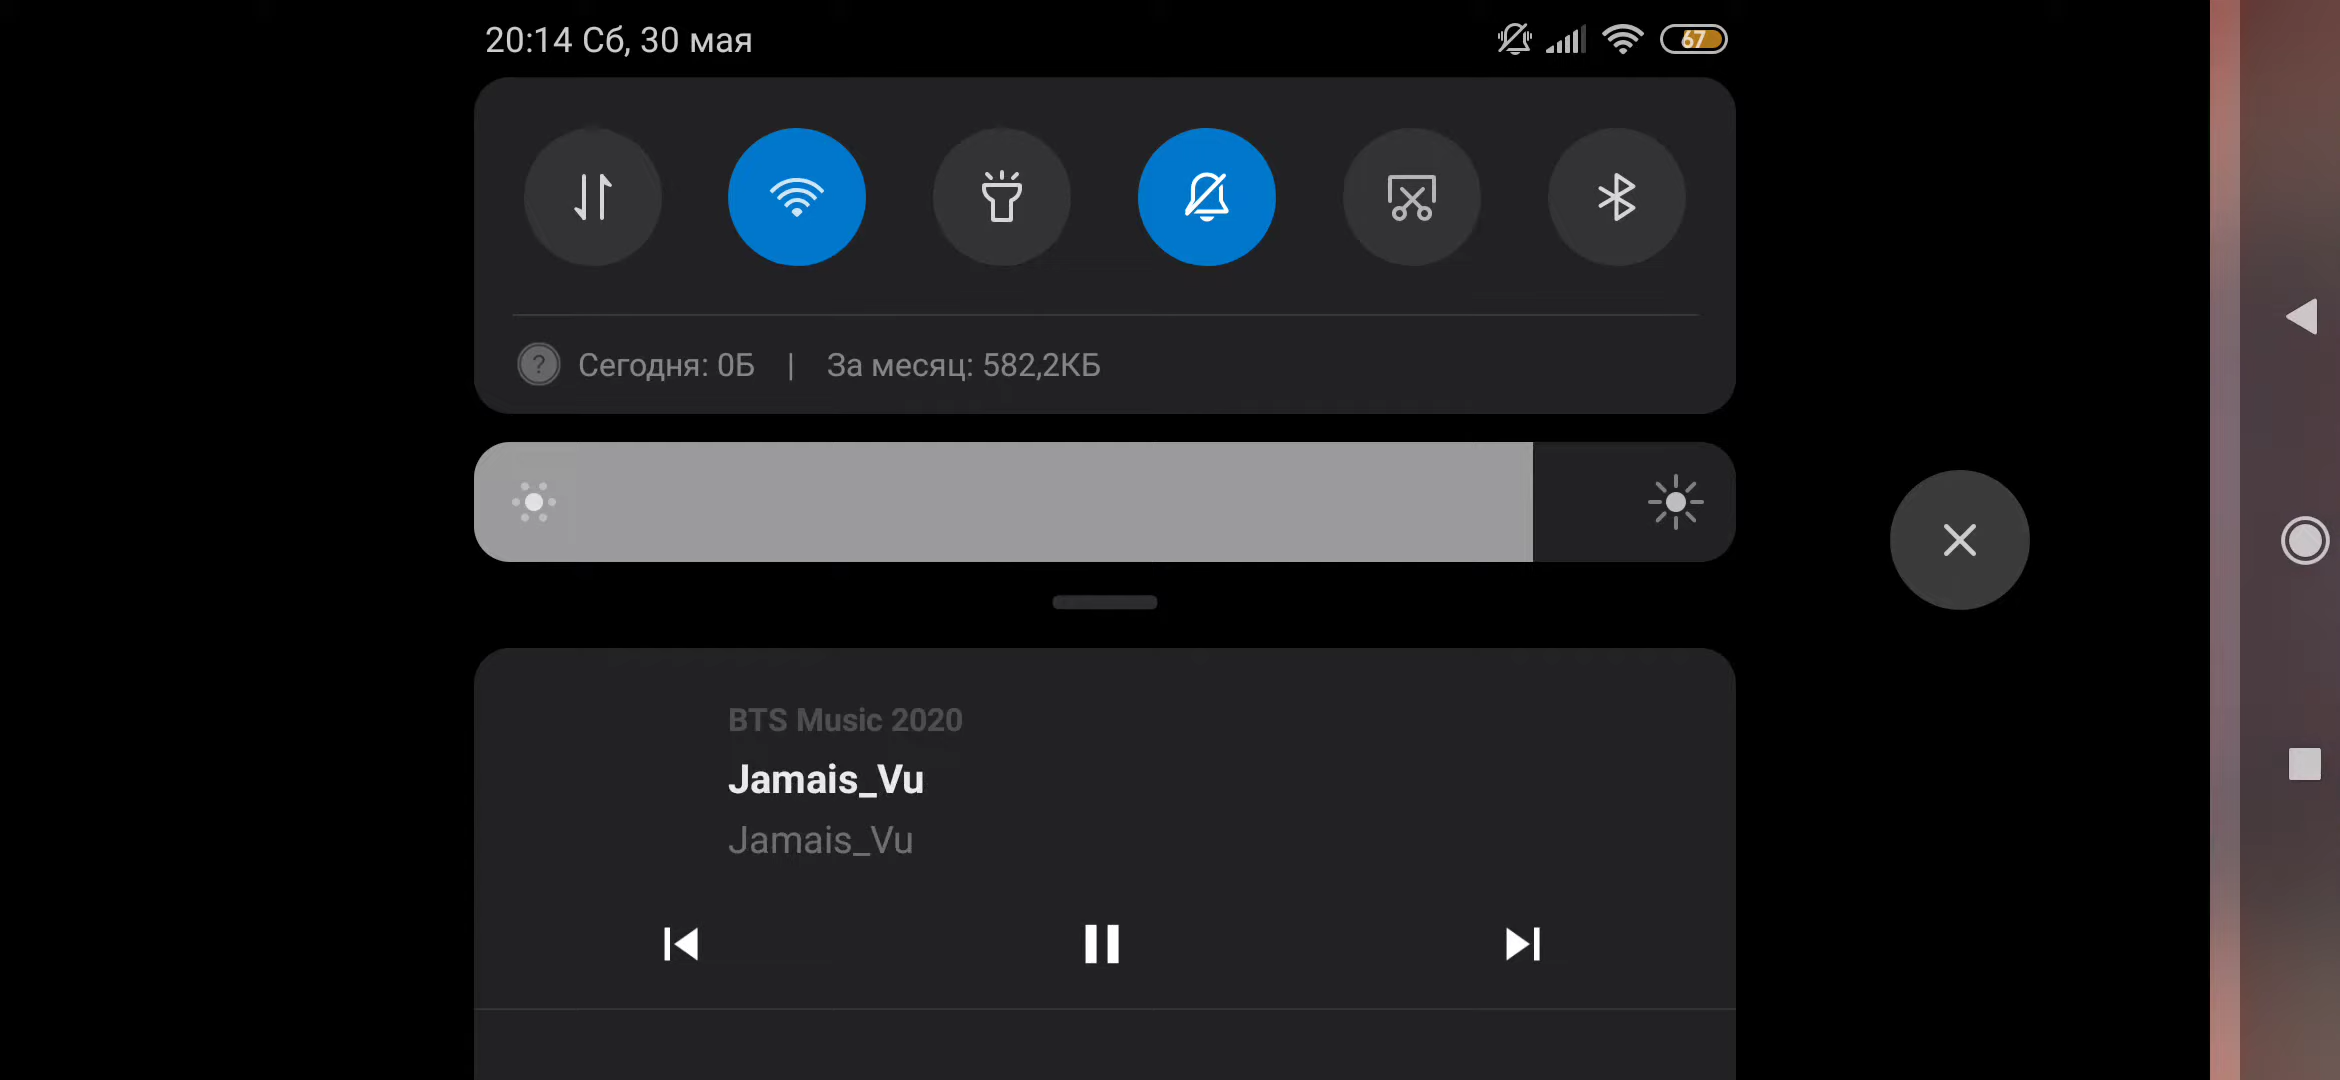 20:14 Сб, 30 мая
67
?
Сегодня: 0Б | За месяц: 582,2КБ
BTS Music 2020
Jamais_Vu
Jamais_Vu